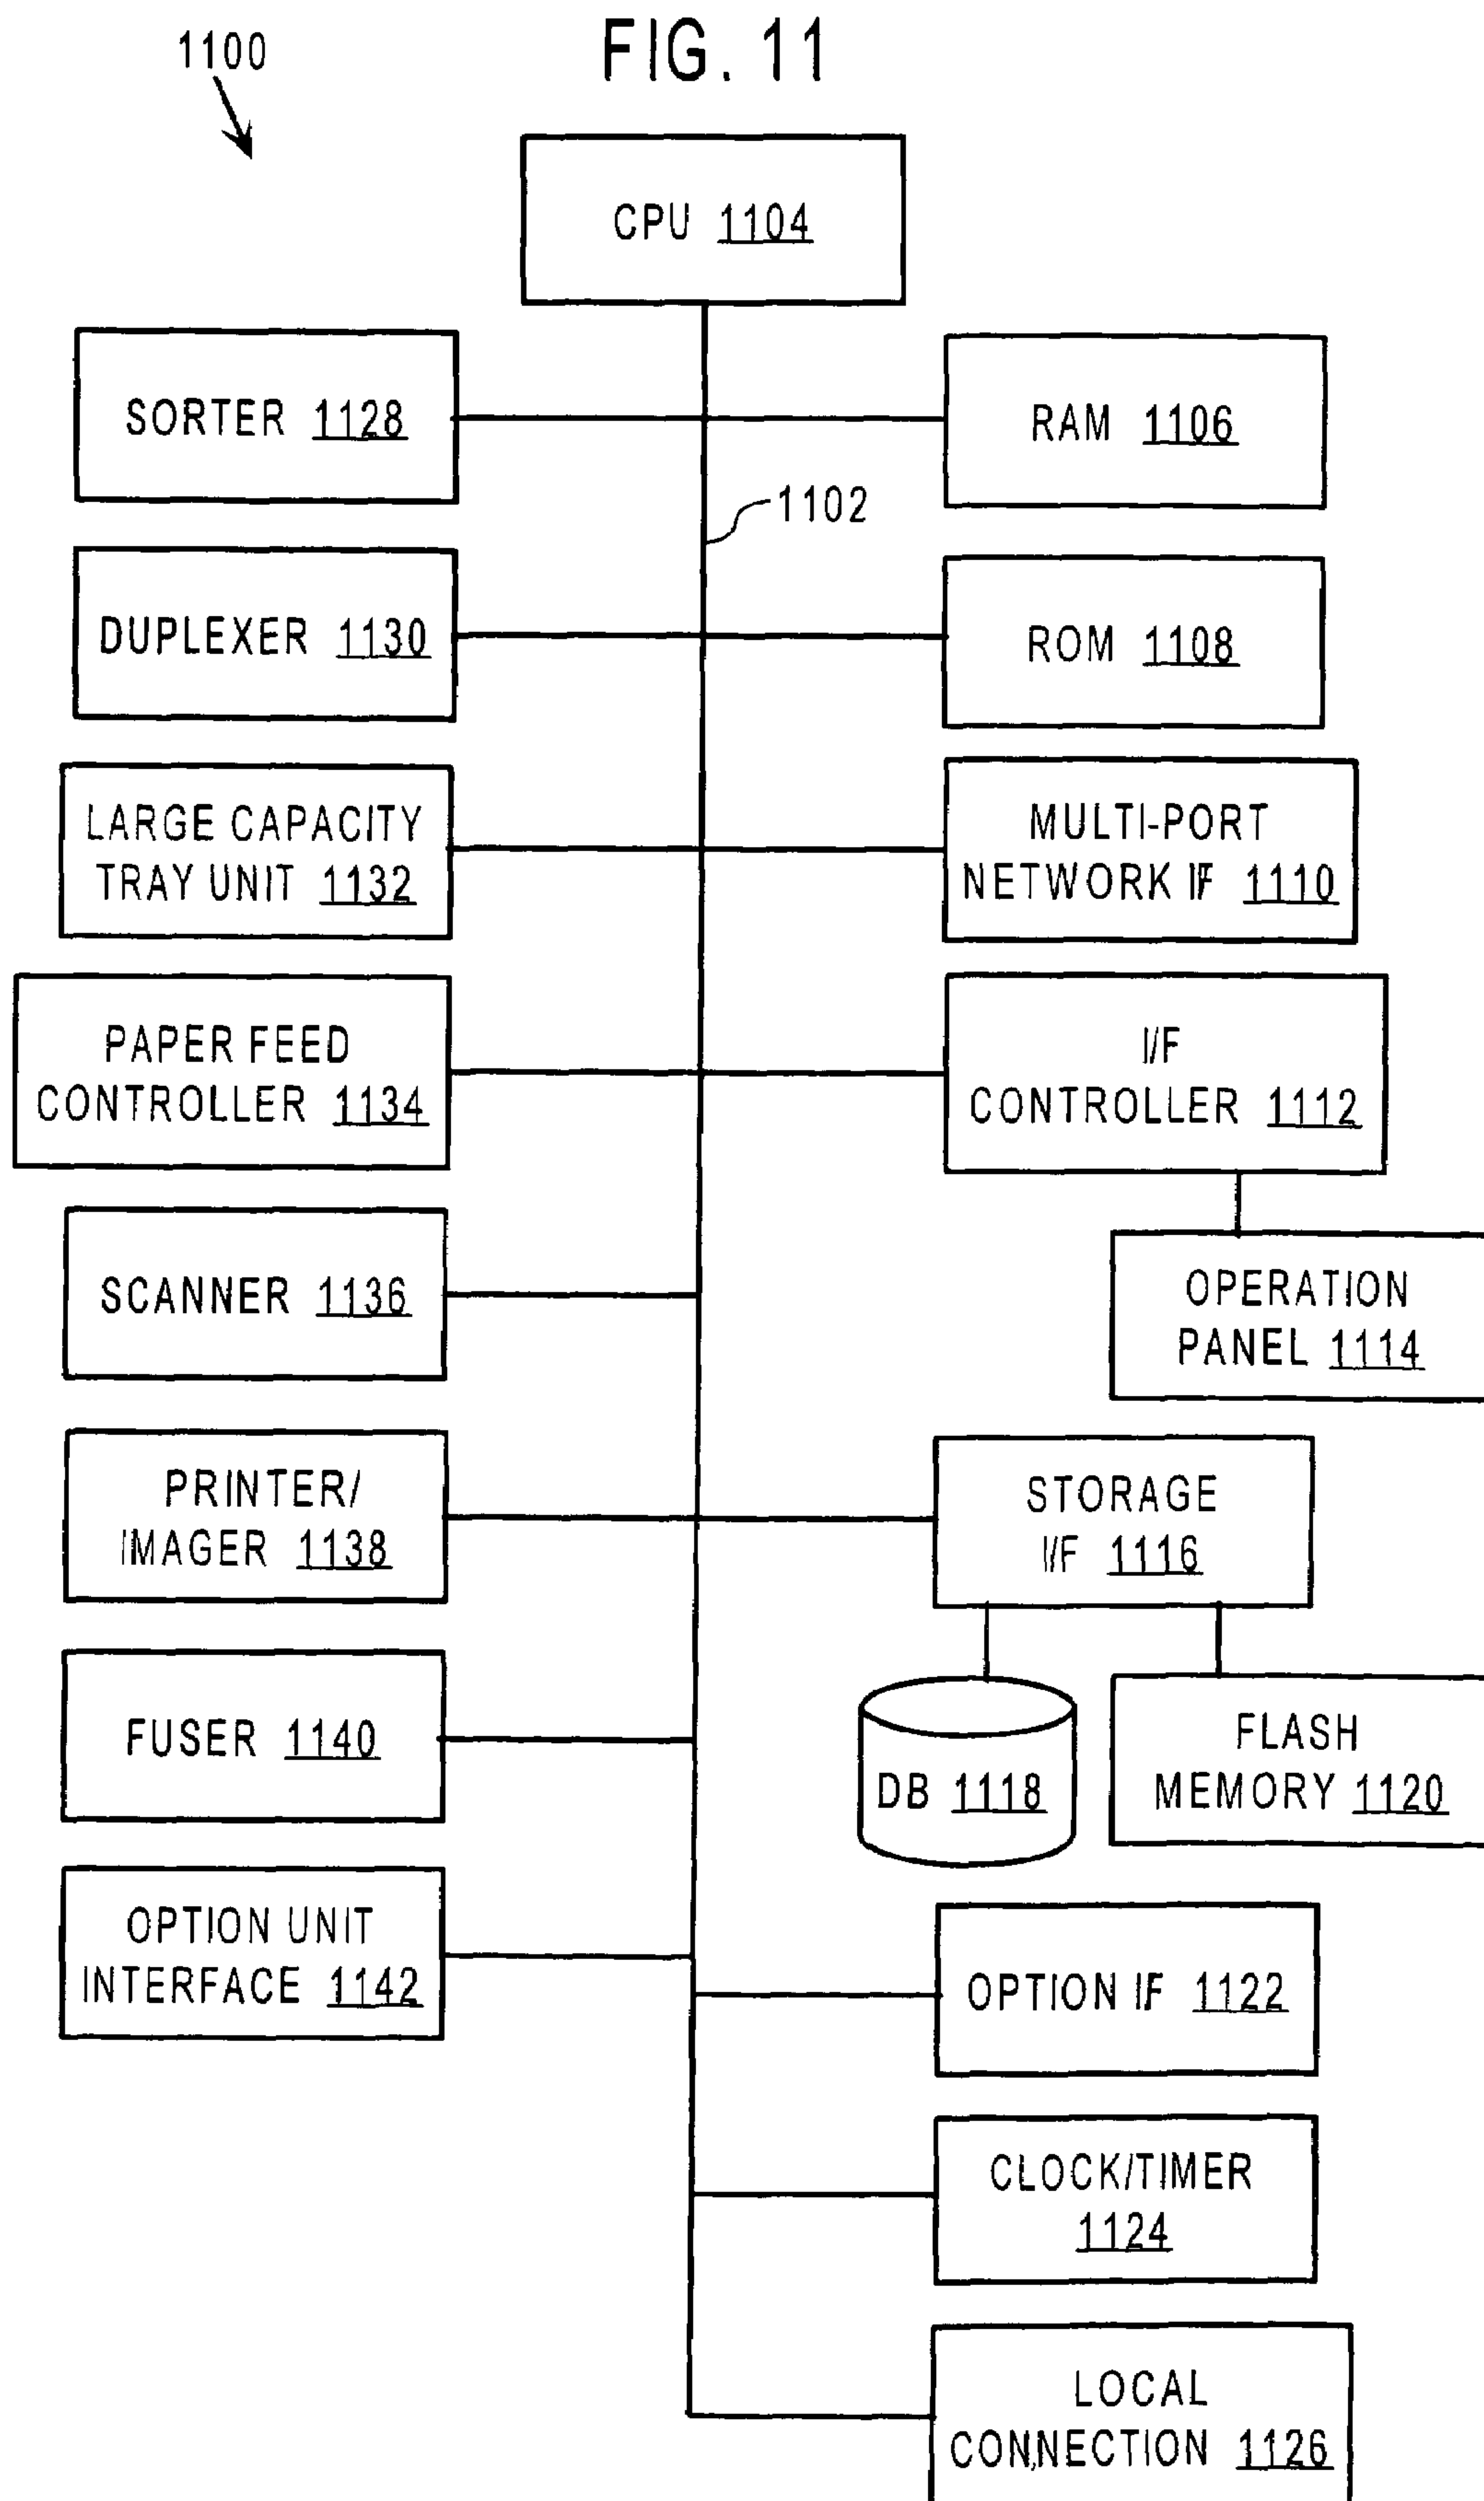 1100
FIG. 11
CPU 1104
SORTER 1128
RAM 1106
1102
DUPLEXER 1130
ROM 1108
LARGE CAPACITY
TRAY UNIT 1132
MULTI-PORT
NETWORK IF 1110
PAPER FEED
CONTROLLER 1134
I/F
CONTROLLER 1112
SCANNER 1136
OPERATION
PANEL 1114
PRINTER/
IMAGER 1138
STORAGE
I/F 1116
FUSER 1140
DB 1118
FLASH
MEMORY 1120
OPTION UNIT
INTERFACE 1142
OPTION IF 1122
CLOCK/TIMER
1124
LOCAL
CONNECTION 1126